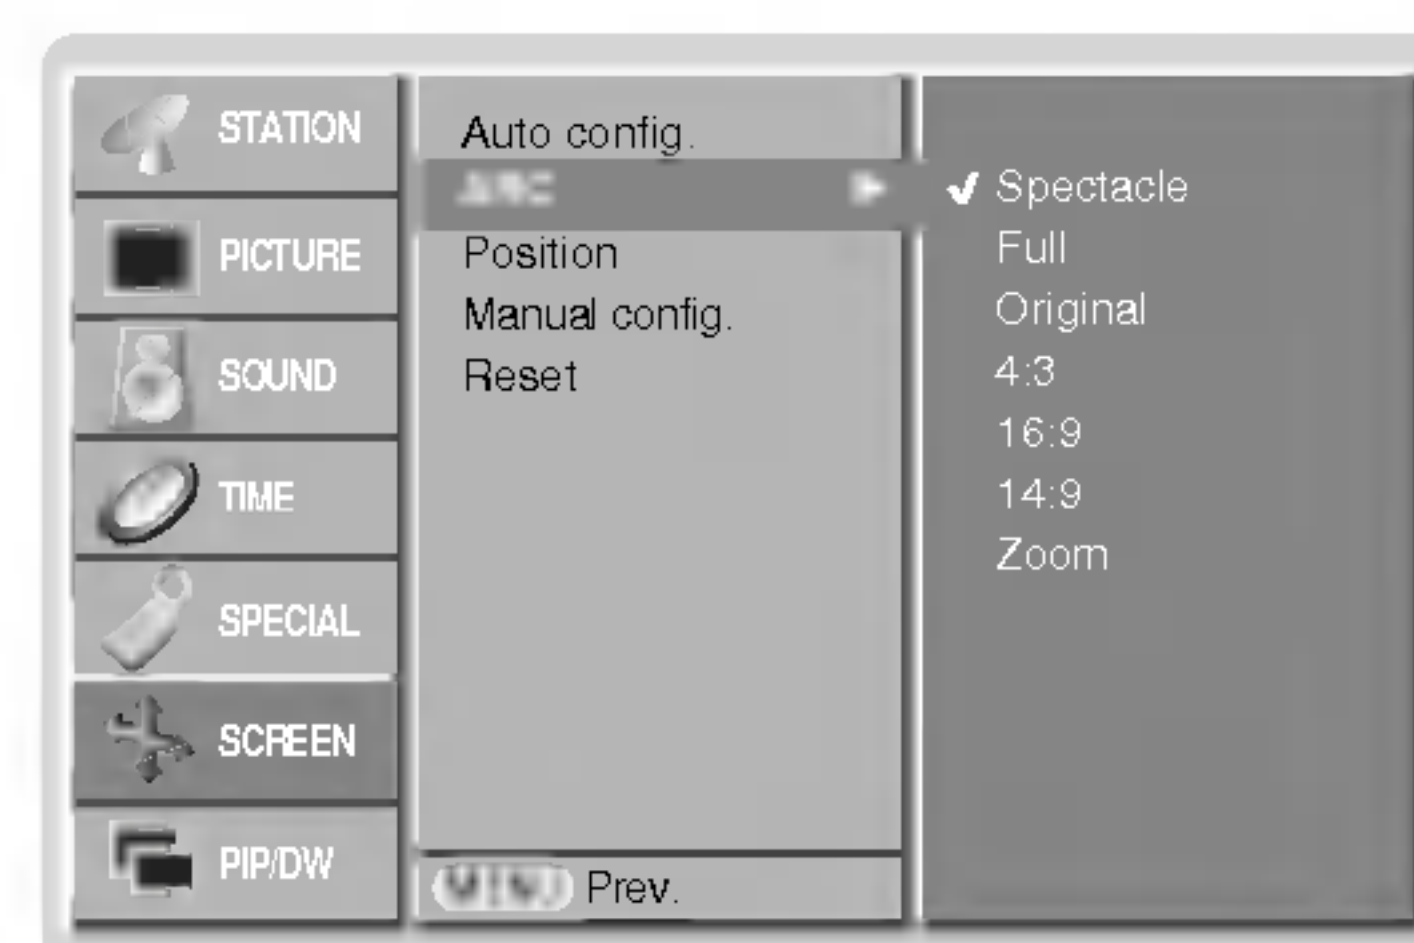 STATION
PICTURE
SOUND
TIME
SPECIAL
SCREEN
PIP/DW
Auto config.
ARC
Position
Manual config.
Reset
Prev.
Spectacle
Full
Original
4:3
16:9
14:9
Zoom